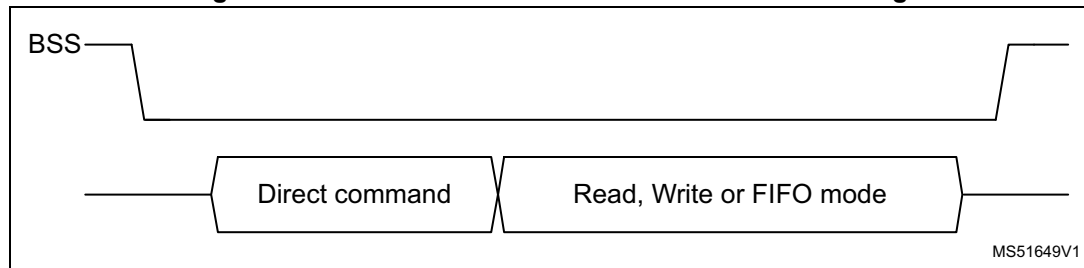 BSS
Direct command Read, Write or FIFO mode
MS51649V1